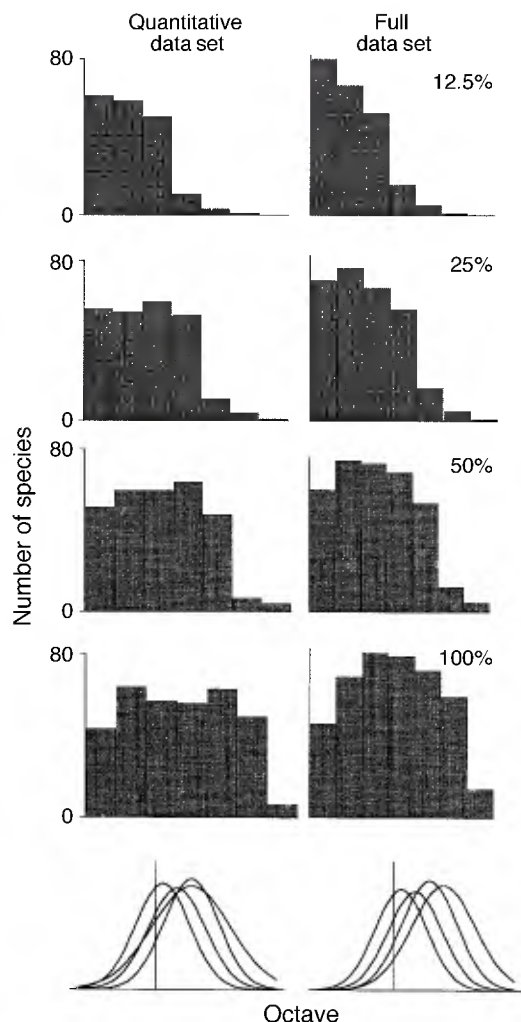 Quantitative
data set
Full
data set
80
12.5%
0
80
25%
0
80
50%
0
80
100%
0
Number of species
Octave